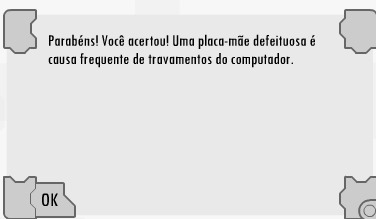 Parabéns! Você acertou! Uma placa-mãe defeituosa é
causa frequente de travamentos do computador.
OK